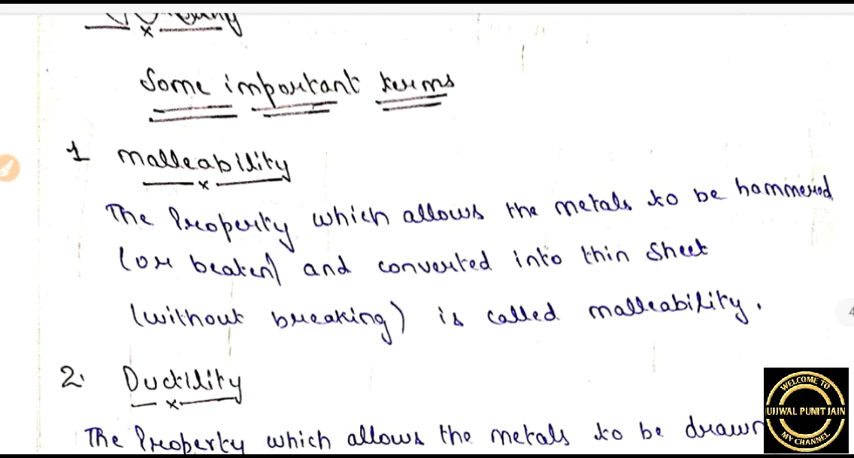 Some important terms
1 Malleability
The Property which allows the metals to be hammered
(or beaten) and converted into thin sheet
(without breaking) is called malleability.
2. Ductility
The Property which allows the metals to be drawn
4
WELCOME TO
UJJWAL PUNIT JAIN
MY CHANNEL